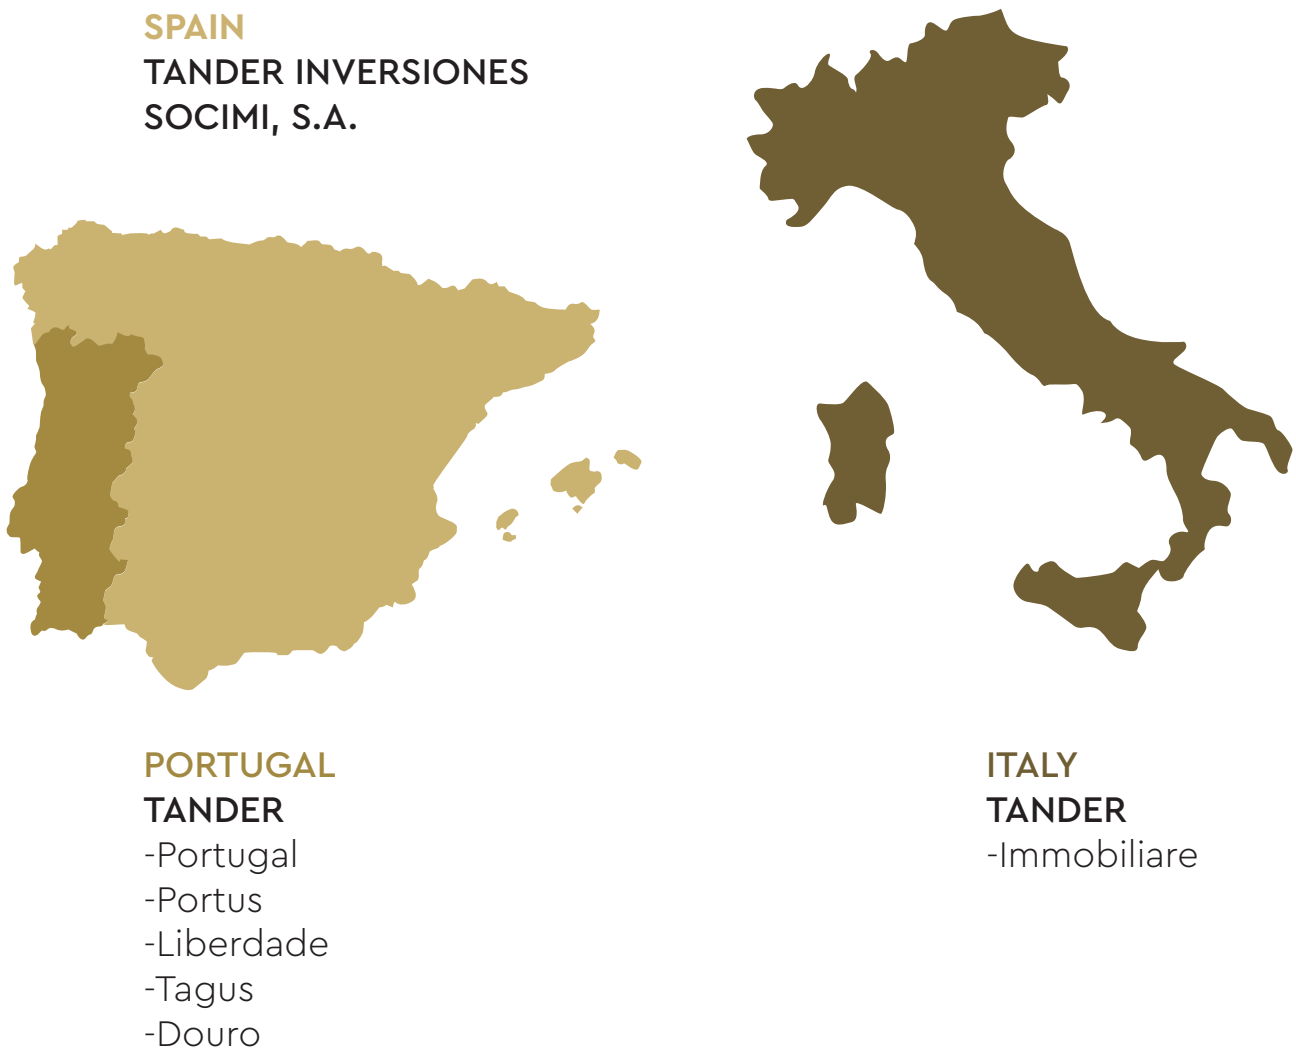 SPAIN
TANDER INVERSIONES
SOCIMI, S.A.
PORTUGAL
TANDER
-Portugal
-Portus
-Liberdade
-Tagus
-Douro
ITALY
TANDER
-Immobiliare